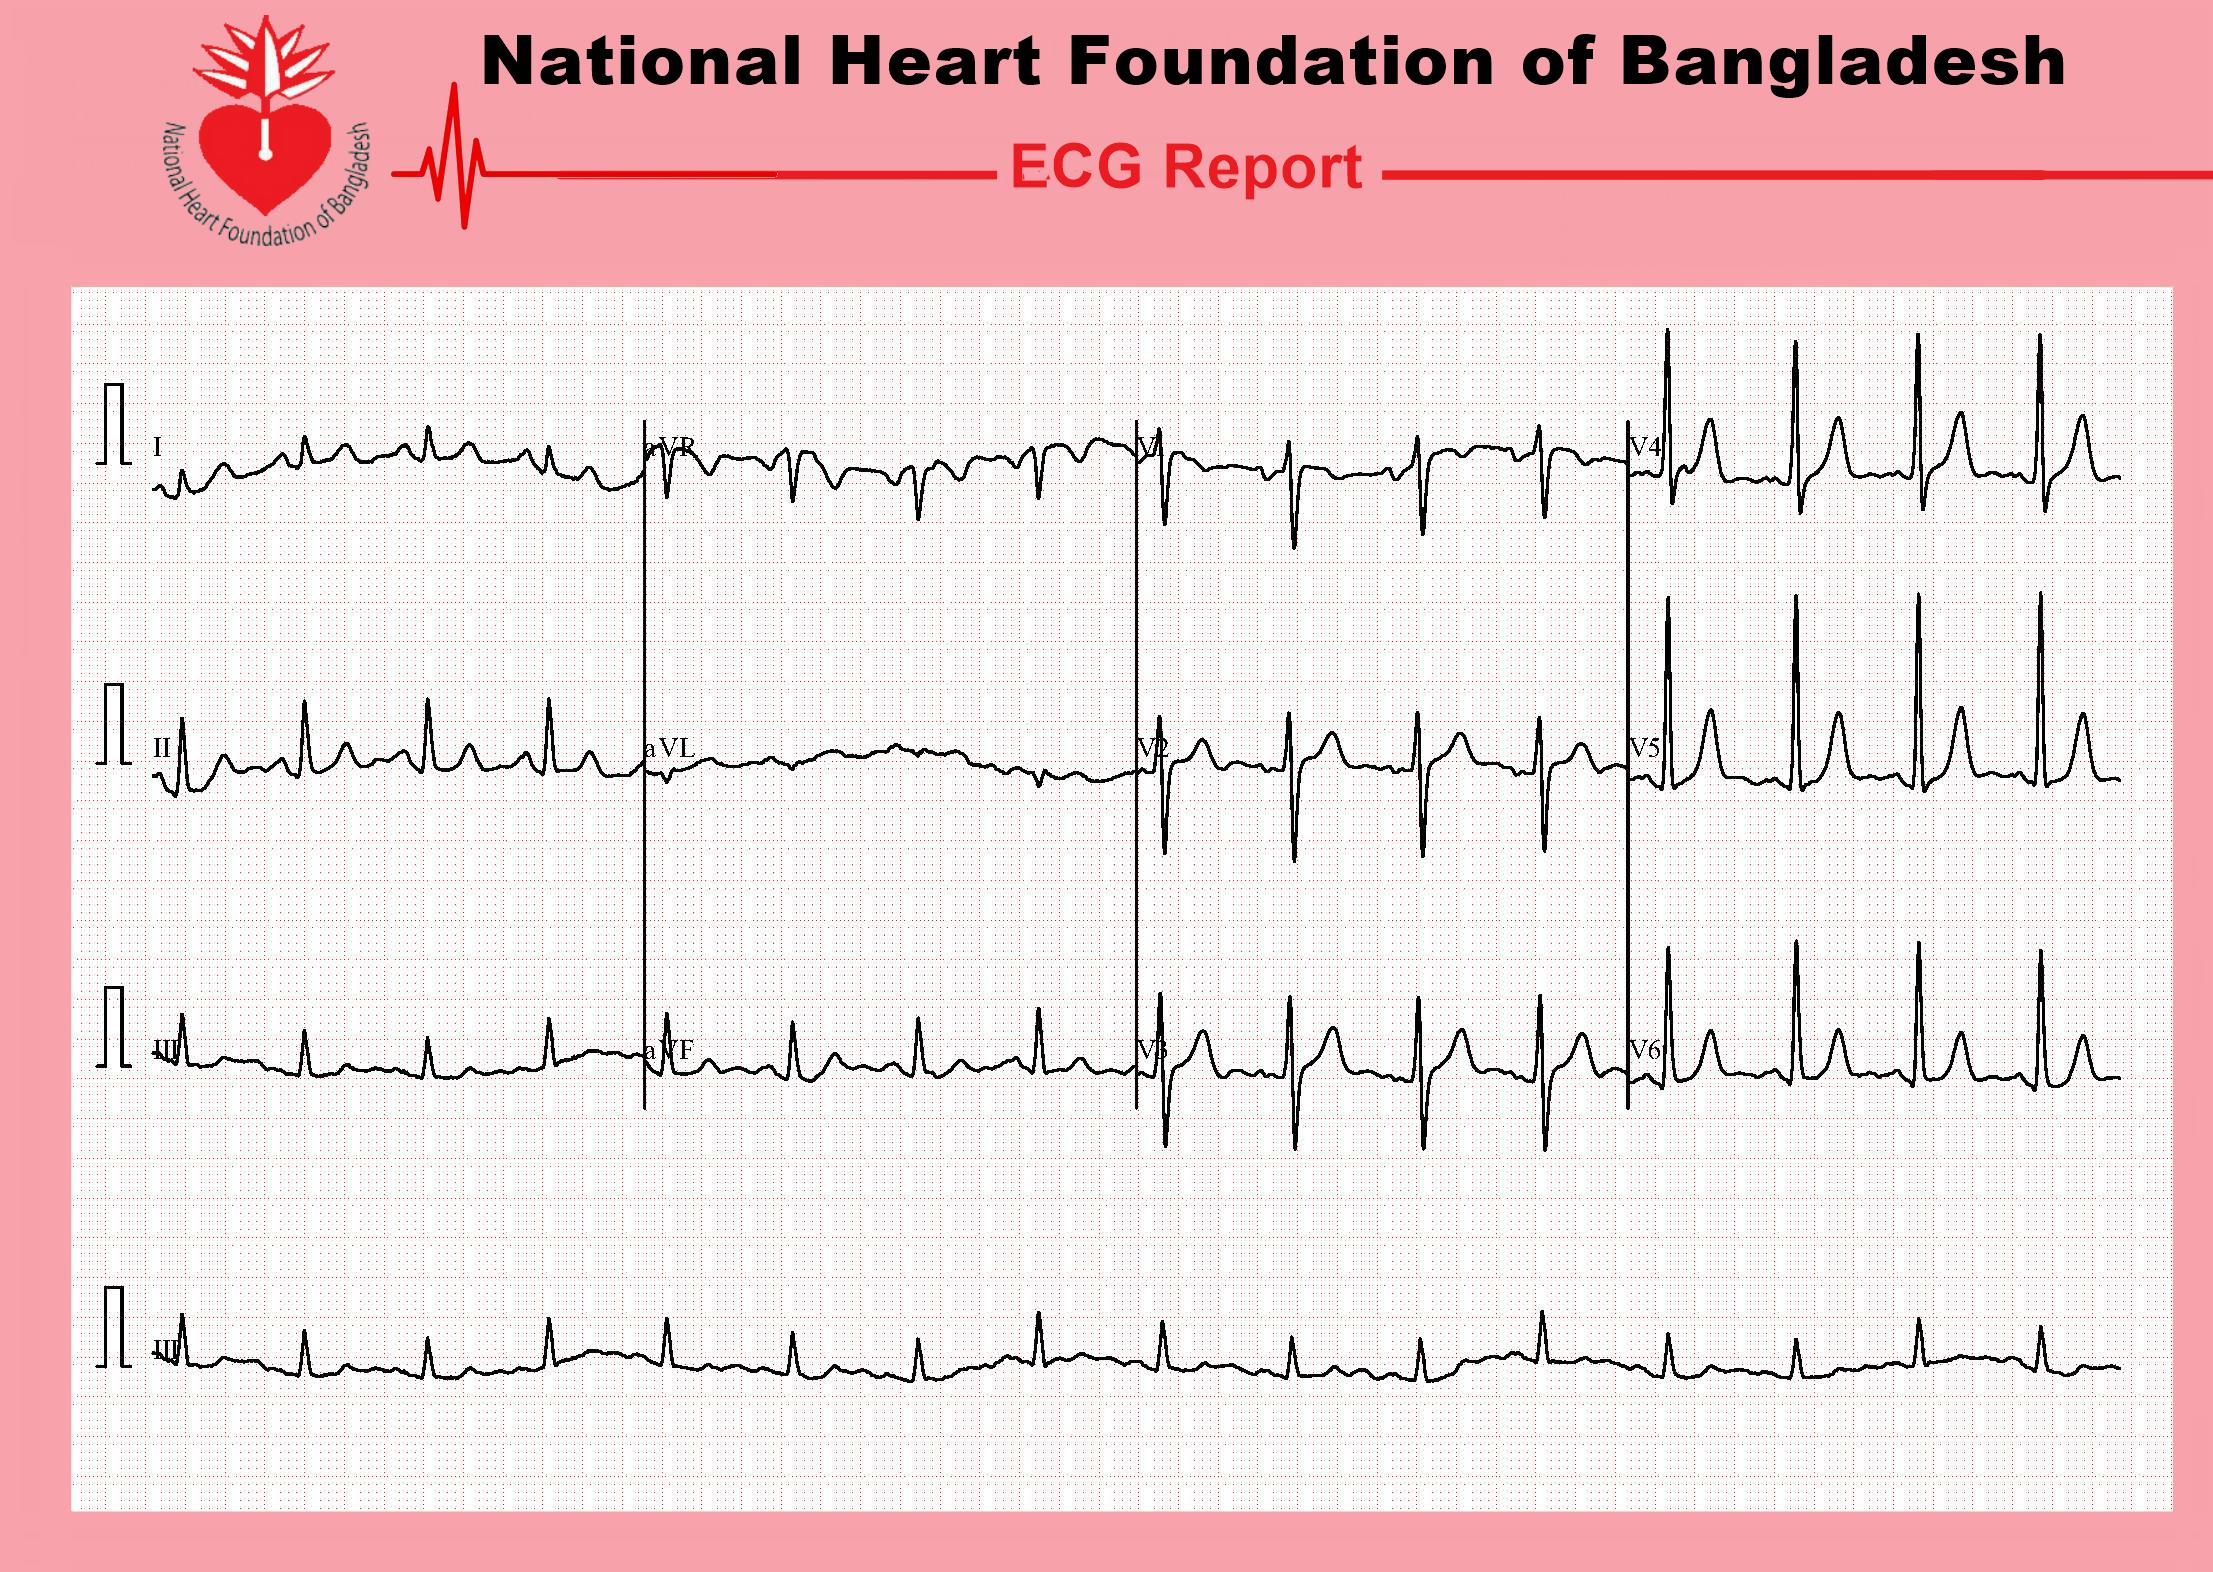 National Heart Foundation of Bangladesh
National Heart Foundation of Bangladesh
ECG Report
I aVR V1 V4
II aVL V2 V5
III aVF V3 V6
III